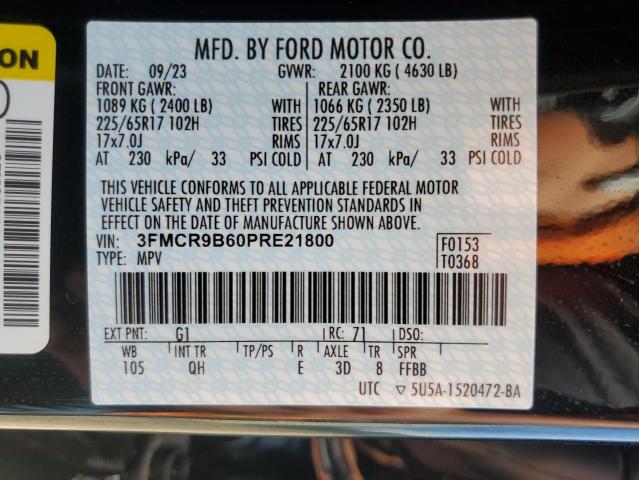 ON
MFD. BY FORD MOTOR CO.
DATE: 09/23 GVWR: 2100 KG ( 4630 LB)
FRONT GAWR: REAR GAWR:
1089 KG ( 2400 LB) WITH 1066 KG ( 2350 LB) WITH
225/65R17 102H TIRES 225/65R17 102H TIRES
17x7.0J RIMS 17x7.0J RIMS
AT 230 kPa/ 33 PSI COLD AT 230 kPa/ 33 PSI COLD
THIS VEHICLE CONFORMS TO ALL APPLICABLE FEDERAL MOTOR
VEHICLE SAFETY AND THEFT PREVENTION STANDARDS IN
EFFECT ON THE DATE OF MANUFACTURE SHOWN ABOVE.
VIN: 3FMCR9B60PRE21800 F0153
TYPE: MPV T0368
EXT PNT: G1 RC: 71 DSO:
WB INT TR TP/PS R AXLE TR SPR
105 QH E 3D 8 FFBB
UTC ▽ 5U5A-1520472-BA